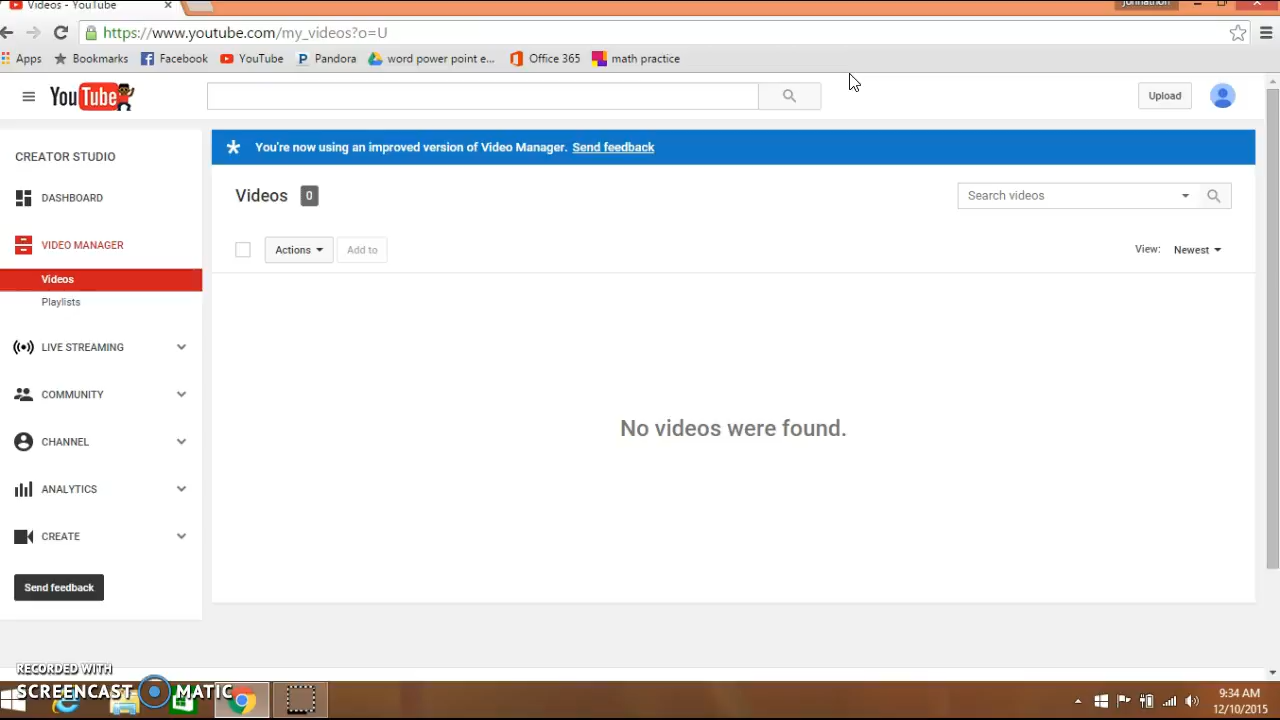 Videos - YouTube
Johnathon
https://www.youtube.com/my_videos?o=U
Apps Bookmarks Facebook YouTube Pandora word power point e... Office 365 math practice
YouTube
Upload
CREATOR STUDIO
You're now using an improved version of Video Manager. Send feedback
DASHBOARD
Videos 0
Search videos
VIDEO MANAGER
Actions Add to
View: Newest
Videos
Playlists
LIVE STREAMING
COMMUNITY
No videos were found.
CHANNEL
ANALYTICS
CREATE
Send feedback
RECORDED WITH
SCREENCAST MATIC
9:34 AM
12/10/2015